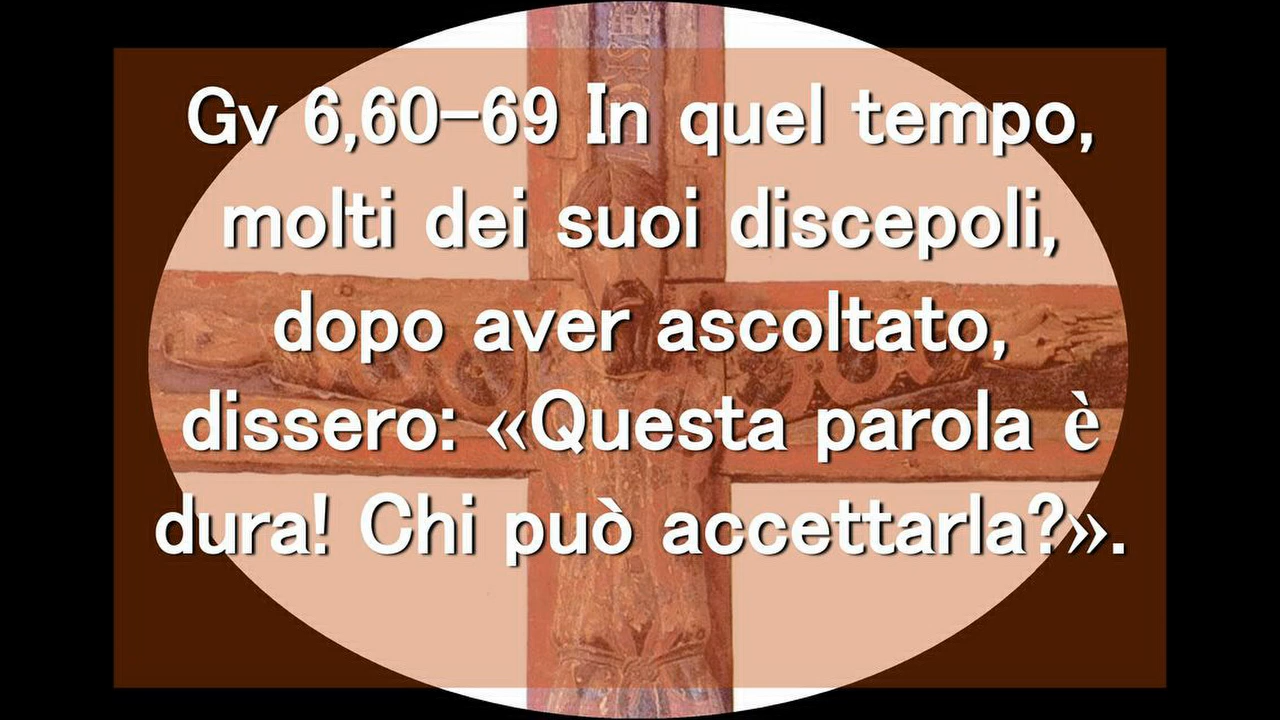 Gv 6,60-69 In quel tempo,
molti dei suoi discepoli,
dopo aver ascoltato,
dissero: «Questa parola è
dura! Chi può accettarla?».